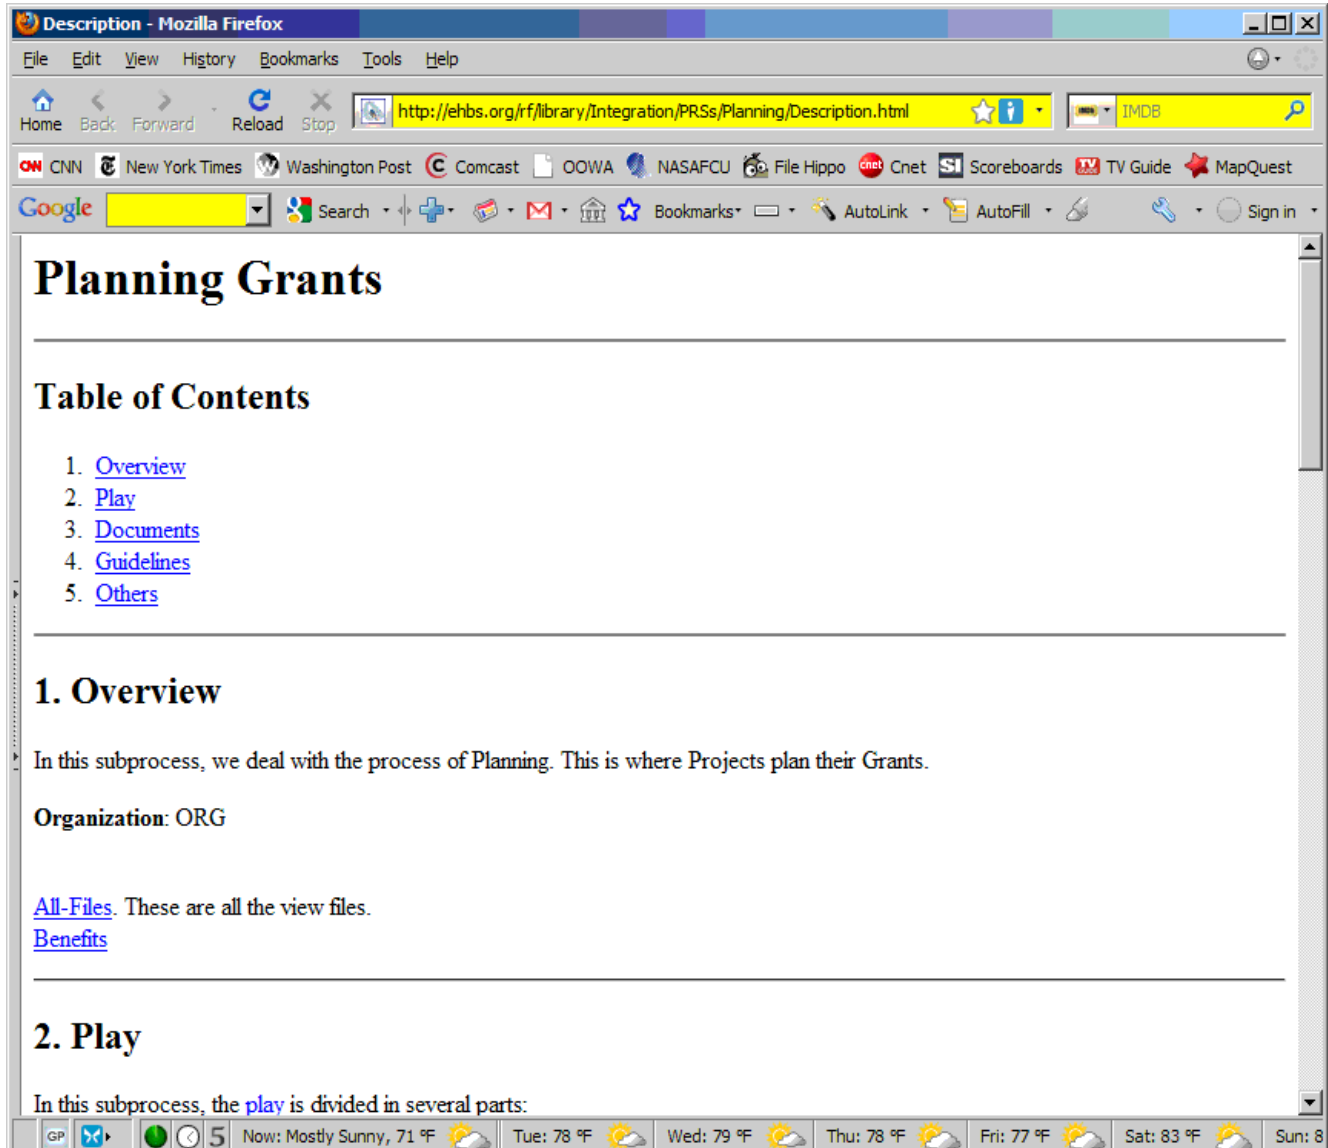 Description - Mozilla Firefox
File Edit View History Bookmarks Tools Help
Home Back Forward Reload Stop http://ehbs.org/rf/library/Integration/PRSs/Planning/Description.html IMDB
CNN New York Times Washington Post Comcast OOWA NASAFCU File Hippo Cnet Scoreboards TV Guide MapQuest
Google Search Bookmarks AutoLink AutoFill Sign in
Planning Grants
Table of Contents
1. Overview
2. Play
3. Documents
4. Guidelines
5. Others
1. Overview
In this subprocess, we deal with the process of Planning. This is where Projects plan their Grants.
Organization: ORG
All-Files. These are all the view files.
Benefits
2. Play
In this subprocess, the play is divided in several parts:
GP 5 Now: Mostly Sunny, 71 ºF Tue: 78 ºF Wed: 79 ºF Thu: 78 ºF Fri: 77 ºF Sat: 83 ºF Sun: 8